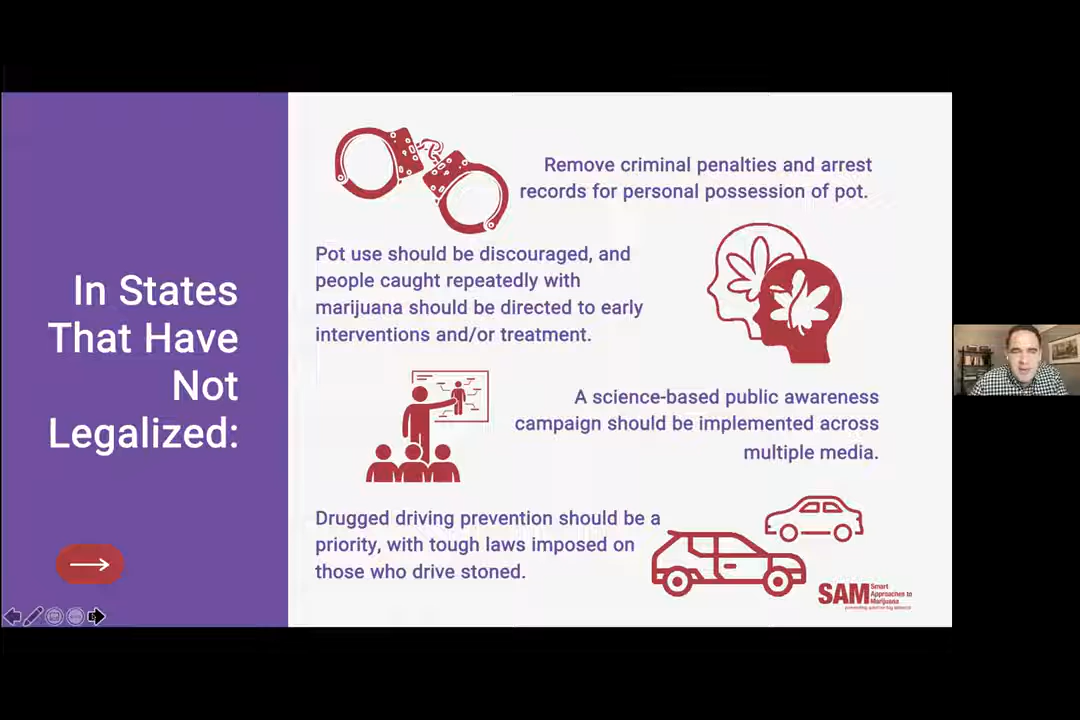 In States
That Have
Not
Legalized:
Remove criminal penalties and arrest
records for personal possession of pot.
Pot use should be discouraged, and
people caught repeatedly with
marijuana should be directed to early
interventions and/or treatment.
A science-based public awareness
campaign should be implemented across
multiple media.
Drugged driving prevention should be a
priority, with tough laws imposed on
those who drive stoned.
SAM
Smart
Approaches to
Marijuana